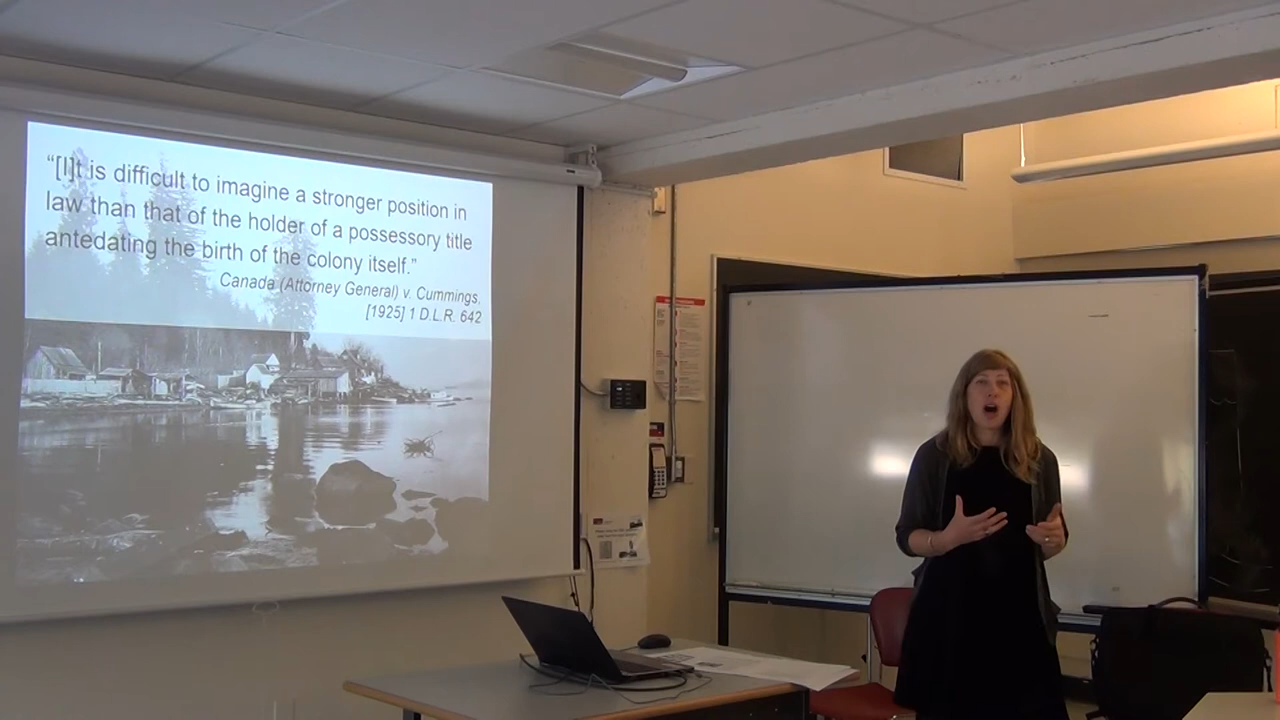 “[I]t is difficult to imagine a stronger position in
law than that of the holder of a possessory title
antedating the birth of the colony itself.”
Canada (Attorney General) v. Cummings,
[1925] 1 D.L.R. 642